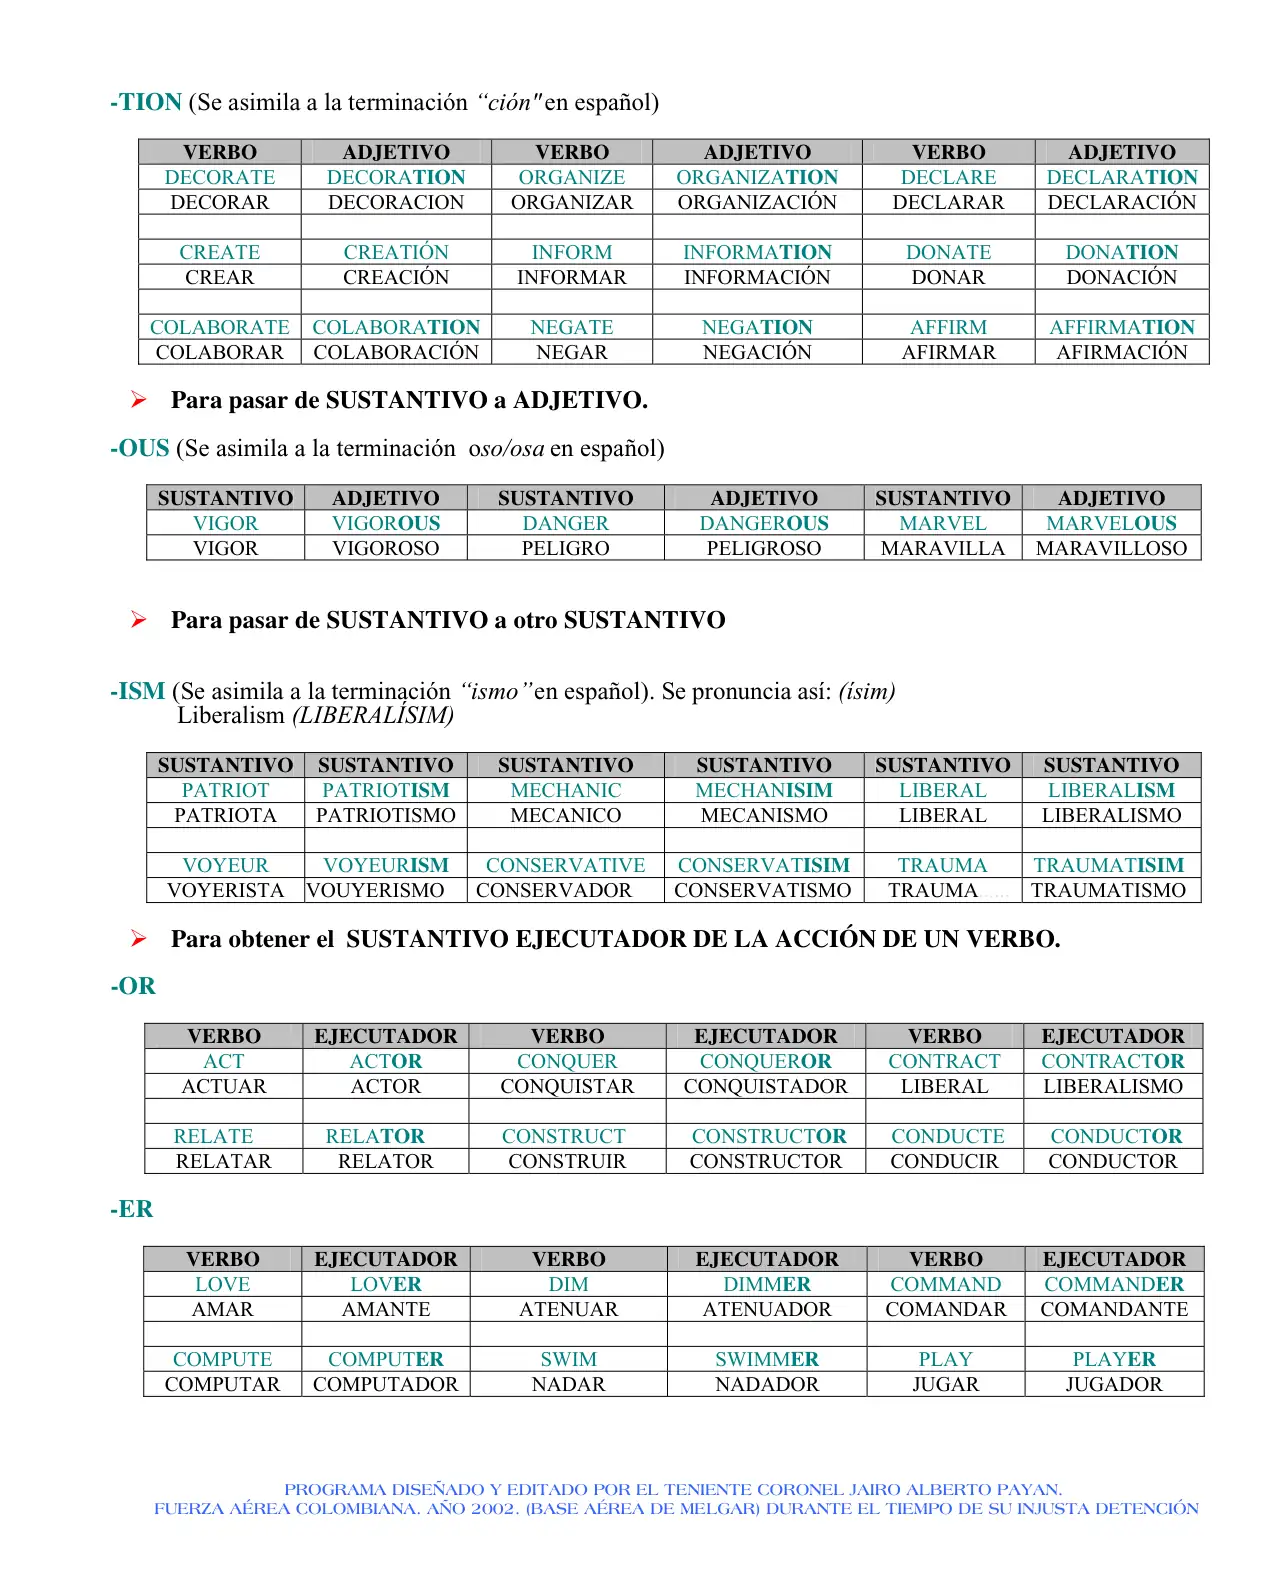 -TION (Se asimila a la terminación “ción" en español)
VERBO ADJETIVO VERBO ADJETIVO VERBO ADJETIVO
DECORATE DECORATION ORGANIZE ORGANIZATION DECLARE DECLARATION
DECORAR DECORACION ORGANIZAR ORGANIZACIÓN DECLARAR DECLARACIÓN
CREATE CREATIÓN INFORM INFORMATION DONATE DONATION
CREAR CREACIÓN INFORMAR INFORMACIÓN DONAR DONACIÓN
COLABORATE COLABORATION NEGATE NEGATION AFFIRM AFFIRMATION
COLABORAR COLABORACIÓN NEGAR NEGACIÓN AFIRMAR AFIRMACIÓN
Para pasar de SUSTANTIVO a ADJETIVO.
-OUS (Se asimila a la terminación oso/osa en español)
SUSTANTIVO ADJETIVO SUSTANTIVO ADJETIVO SUSTANTIVO ADJETIVO
VIGOR VIGOROUS DANGER DANGEROUS MARVEL MARVELOUS
VIGOR VIGOROSO PELIGRO PELIGROSO MARAVILLA MARAVILLOSO
Para pasar de SUSTANTIVO a otro SUSTANTIVO
-ISM (Se asimila a la terminación “ismo” en español). Se pronuncia así: (ísim)
Liberalism (LIBERALÍSIM)
SUSTANTIVO SUSTANTIVO SUSTANTIVO SUSTANTIVO SUSTANTIVO SUSTANTIVO
PATRIOT PATRIOTISM MECHANIC MECHANISIM LIBERAL LIBERALISM
PATRIOTA PATRIOTISMO MECANICO MECANISMO LIBERAL LIBERALISMO
VOYEUR VOYEURISM CONSERVATIVE CONSERVATISIM TRAUMA TRAUMATISIM
VOYERISTA VOUYERISMO CONSERVADOR CONSERVATISMO TRAUMA...... TRAUMATISMO
Para obtener el SUSTANTIVO EJECUTADOR DE LA ACCIÓN DE UN VERBO.
-OR
VERBO EJECUTADOR VERBO EJECUTADOR VERBO EJECUTADOR
ACT ACTOR CONQUER CONQUEROR CONTRACT CONTRACTOR
ACTUAR ACTOR CONQUISTAR CONQUISTADOR LIBERAL LIBERALISMO
RELATE RELATOR CONSTRUCT CONSTRUCTOR CONDUCTE CONDUCTOR
RELATAR RELATOR CONSTRUIR CONSTRUCTOR CONDUCIR CONDUCTOR
-ER
VERBO EJECUTADOR VERBO EJECUTADOR VERBO EJECUTADOR
LOVE LOVER DIM DIMMER COMMAND COMMANDER
AMAR AMANTE ATENUAR ATENUADOR COMANDAR COMANDANTE
COMPUTE COMPUTER SWIM SWIMMER PLAY PLAYER
COMPUTAR COMPUTADOR NADAR NADADOR JUGAR JUGADOR
PROGRAMA DISEÑADO Y EDITADO POR EL TENIENTE CORONEL JAIRO ALBERTO PAYAN.
FUERZA AÉREA COLOMBIANA. AÑO 2002. (BASE AÉREA DE MELGAR) DURANTE EL TIEMPO DE SU INJUSTA DETENCIÓN